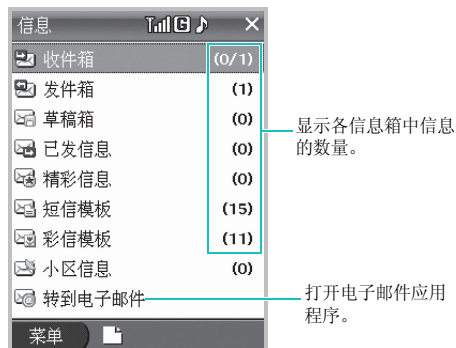 信息
收件箱 (0/1)
发件箱 (1)
草稿箱 (0)
已发信息 (0)
精彩信息 (0)
短信模板 (15)
彩信模板 (11)
小区信息 (0)
转到电子邮件
菜单
显示各信息箱中信息
的数量。
打开电子邮件应用
程序。